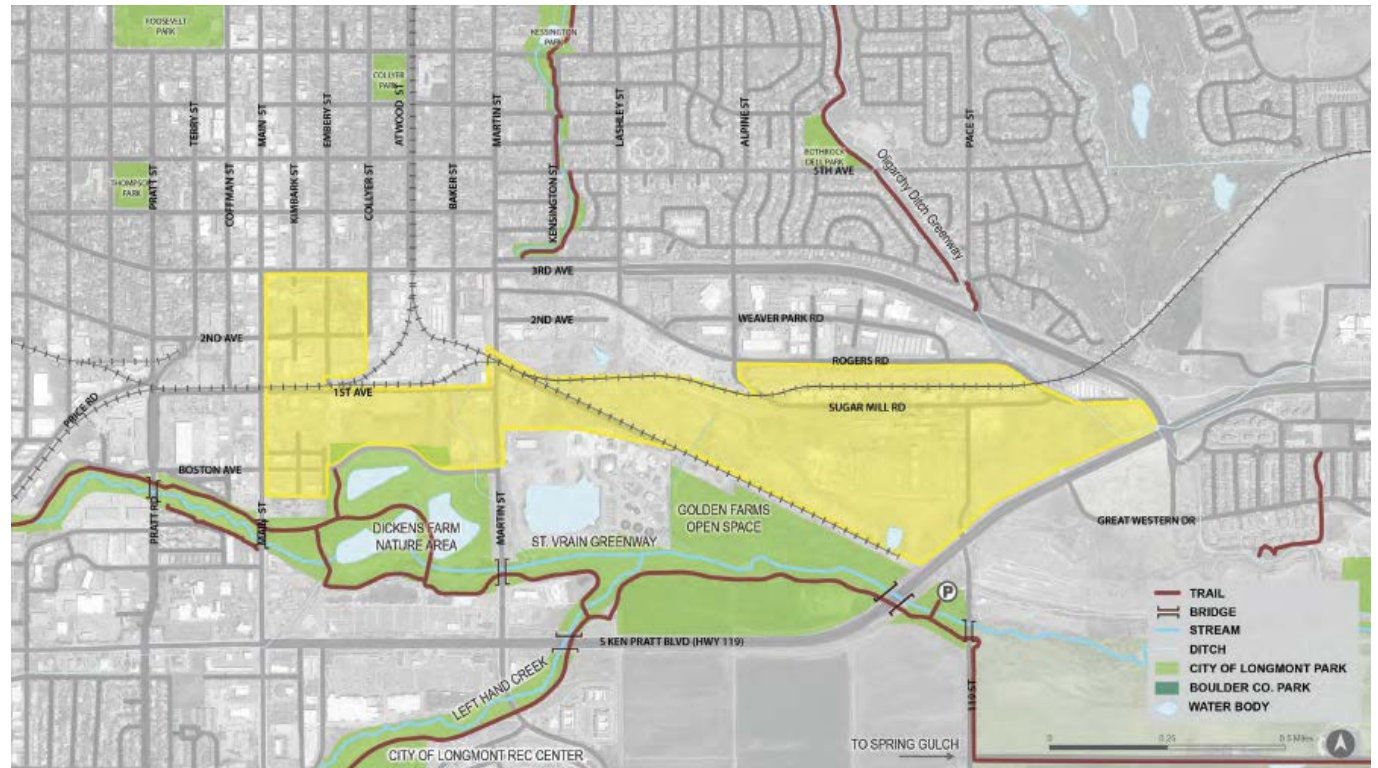 ROOSEVELT
PARK
KESSINGTON
PARK
COLLYER
PARK
TERRY ST
MAIN ST
EMBERY ST
ATWOOD ST
MARTIN ST
LASHLEY ST
ALPINE ST
PACE ST
ROTHROCK
DELL PARK
5TH AVE
Oligarchy Ditch Greenway
THOMPSON
PARK
PRATT ST
COFFMAN ST
KIMBARK ST
COLLYER ST
BAKER ST
KENSINGTON ST
3RD AVE
2ND AVE
2ND AVE
WEAVER PARK RD
ROGERS RD
1ST AVE
SUGAR MILL RD
PRICE RD
BOSTON AVE
PRATT RD
MAIN ST
DICKENS FARM
NATURE AREA
MARTIN ST
ST. VRAIN GREENWAY
GOLDEN FARMS
OPEN SPACE
GREAT WESTERN DR
P
S KEN PRATT BLVD (HWY 119)
LEFT HAND CREEK
CITY OF LONGMONT REC CENTER
119 ST
TO SPRING GULCH
TRAIL
BRIDGE
STREAM
DITCH
CITY OF LONGMONT PARK
BOULDER CO. PARK
WATER BODY
0 0.25 0.5 Miles